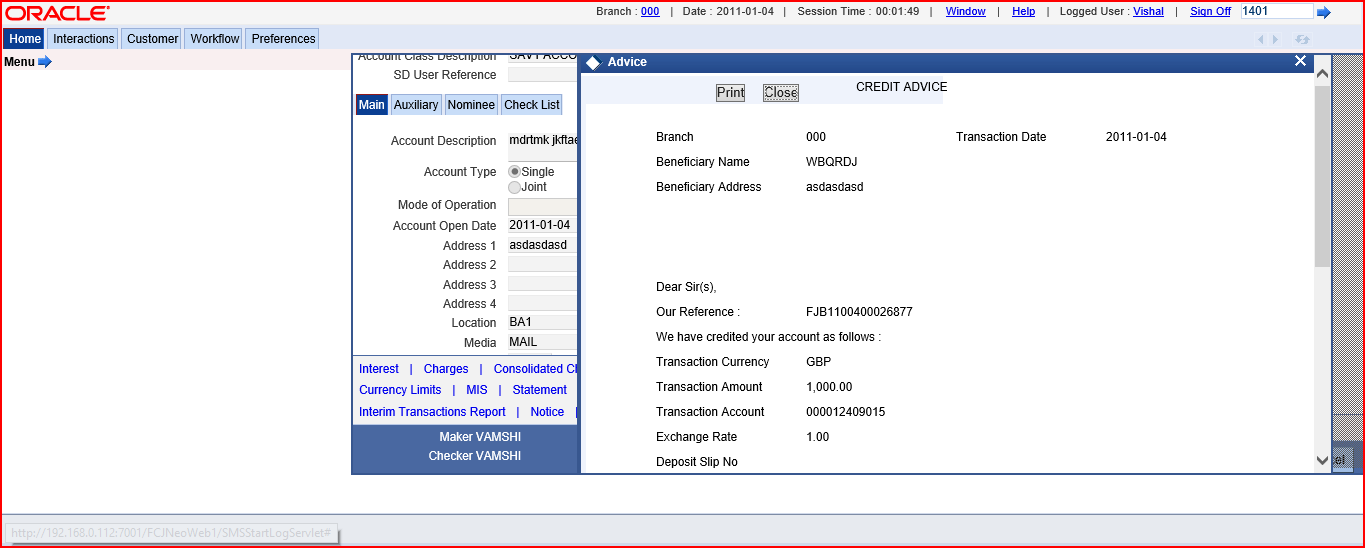 ORACLE
Branch : 000 | Date : 2011-01-04 | Session Time : 00:01:49 | Window | Help | Logged User : Vishal | Sign Off 1401
Home Interactions Customer Workflow Preferences
Menu
Account Class Description
SD User Reference
Main Auxiliary Nominee Check List
Account Description mdrtmk jkftae
Account Type Single
Joint
Mode of Operation
Account Open Date 2011-01-04
Address 1 asdasdasd
Address 2
Address 3
Address 4
Location BA1
Media MAIL
Interest | Charges | Consolidated C
Currency Limits | MIS | Statement
Interim Transactions Report | Notice |
Maker VAMSHI
Checker VAMSHI
Advice
Print Close CREDIT ADVICE
Branch 000 Transaction Date 2011-01-04
Beneficiary Name WBQRDJ
Beneficiary Address asdasdasd
Dear Sir(s),
Our Reference : FJB1100400026877
We have credited your account as follows :
Transaction Currency GBP
Transaction Amount 1,000.00
Transaction Account 000012409015
Exchange Rate 1.00
Deposit Slip No
http://192.168.0.112:7001/FCJNeoWeb1/SMSStartLogServlet#